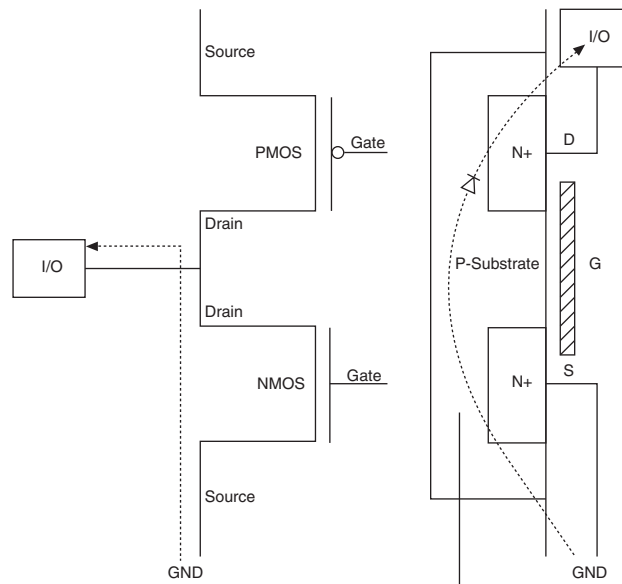 Source
PMOS
Gate
Drain
I/O
Drain
NMOS
Gate
Source
GND
I/O
N+
D
P-Substrate
G
N+
S
GND